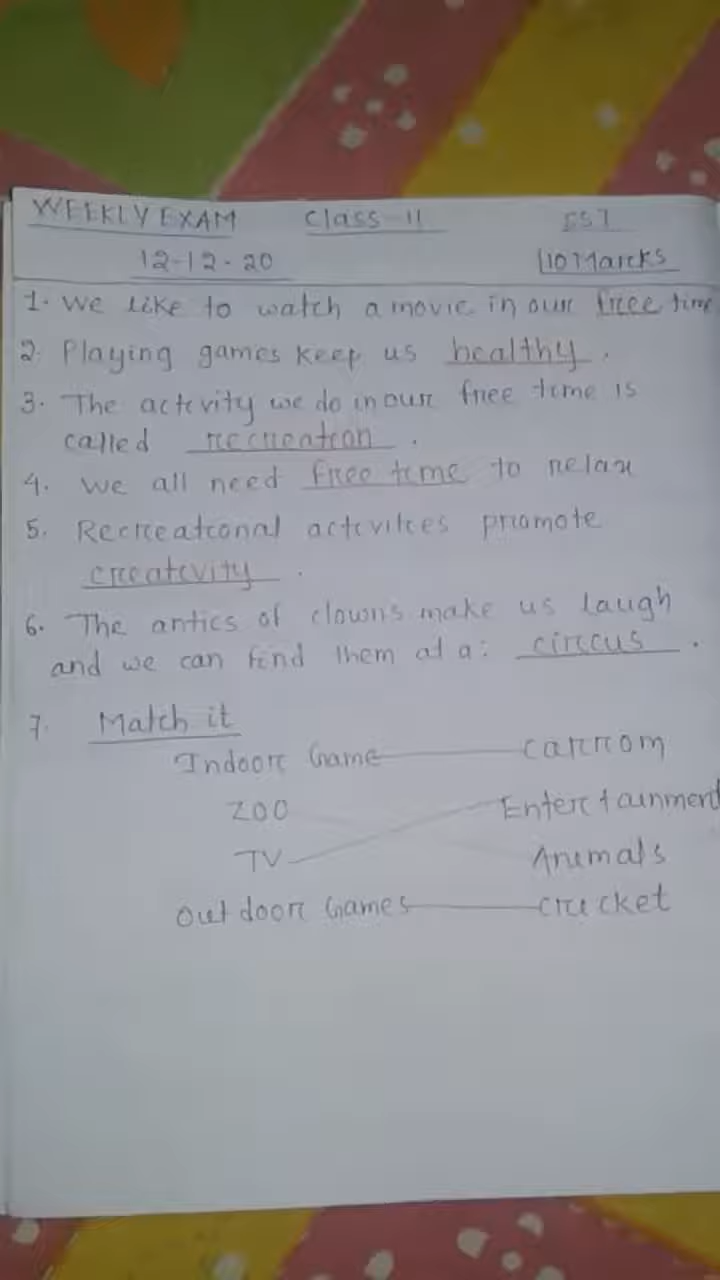 WEEKLY EXAM Class-II SST
12-12-20 10 Marks
1. We like to watch a movie in our free time
2. Playing games keep us healthy.
3. The activity we do in our free time is
called recreation.
4. We all need free time to relax
5. Recreational activities promote
creativity.
6. The antics of clowns make us laugh
and we can find them at a: circus.
7. Match it
Indoor Game Carrom
ZOO Entertainment
TV Animals
Outdoor Games Cricket